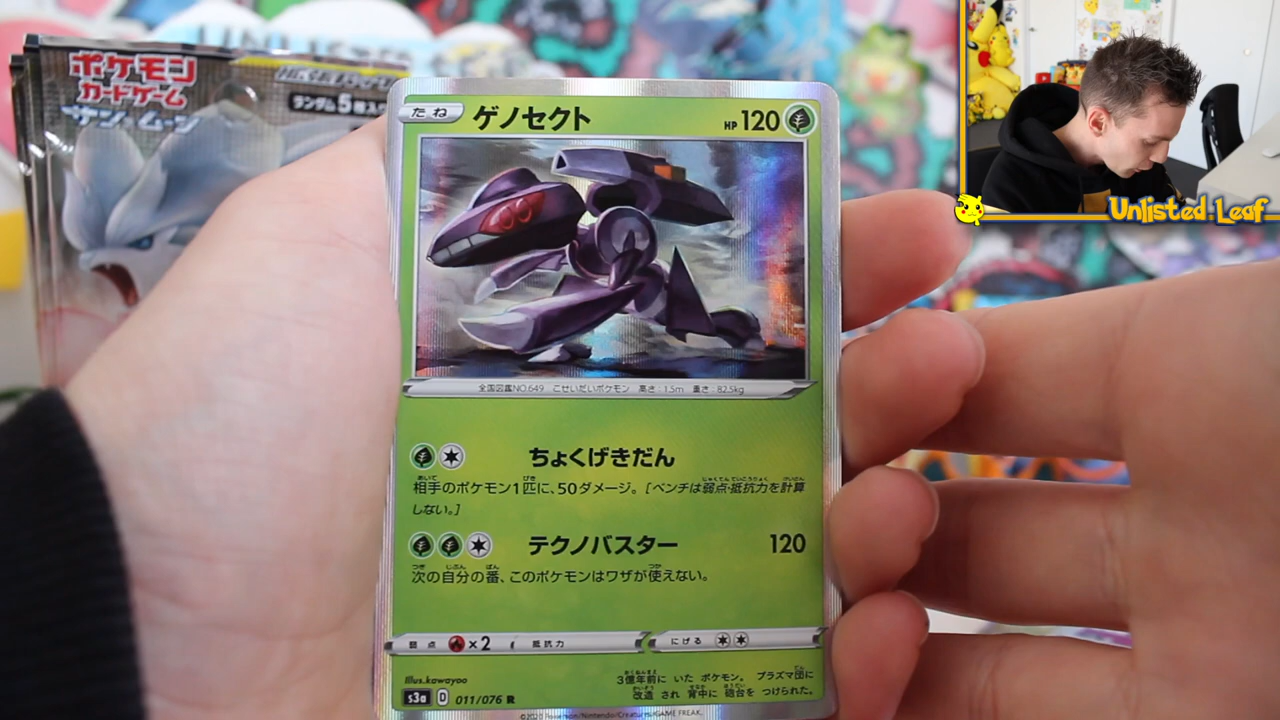 ポケモン
カードゲーム
サン&ムーン
ランダム5枚入
Unlisted Leaf
たね ゲノセクト HP 120
全国図鑑NO.649 こせいだいポケモン 高さ:1.5m 重さ:82.5kg
ちょくげきだん
相手のポケモン1匹に、50ダメージ。[ベンチは弱点・抵抗力を計算
しない。]
テクノバスター 120
次の自分の番、このポケモンはワザが使えない。
弱点 ×2 抵抗力 にげる
Illus.kawayoo
3億年前に いた ポケモン。 プラズマ団に
改造 され 背中に 砲台を つけられた。
s3a D 011/076 R
©2020 Pokémon/Nintendo/Creatures/GAME FREAK.